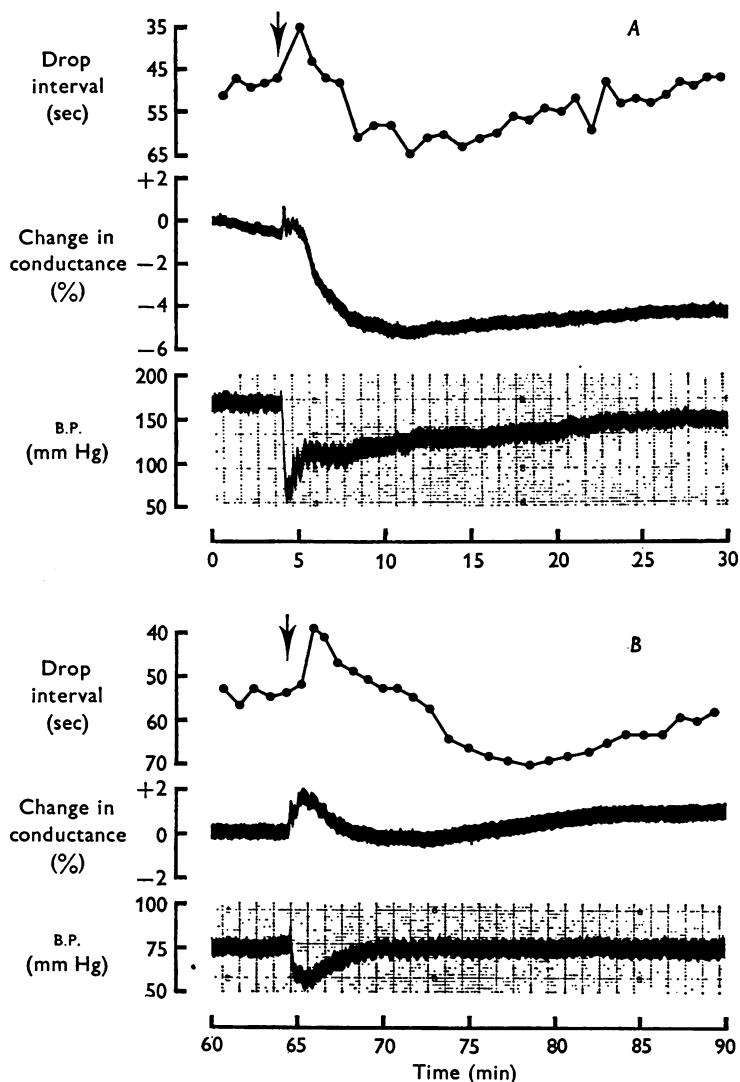 A
Drop
interval
(sec)
35
45
55
65
Change in
conductance
(%)
+2
0
−2
−4
−6
B.P.
(mm Hg)
200
150
100
50
0 5 10 15 20 25 30
B
Drop
interval
(sec)
40
50
60
70
Change in
conductance
(%)
+2
0
−2
B.P.
(mm Hg)
100
75
50
60 65 70 75 80 85 90
Time (min)